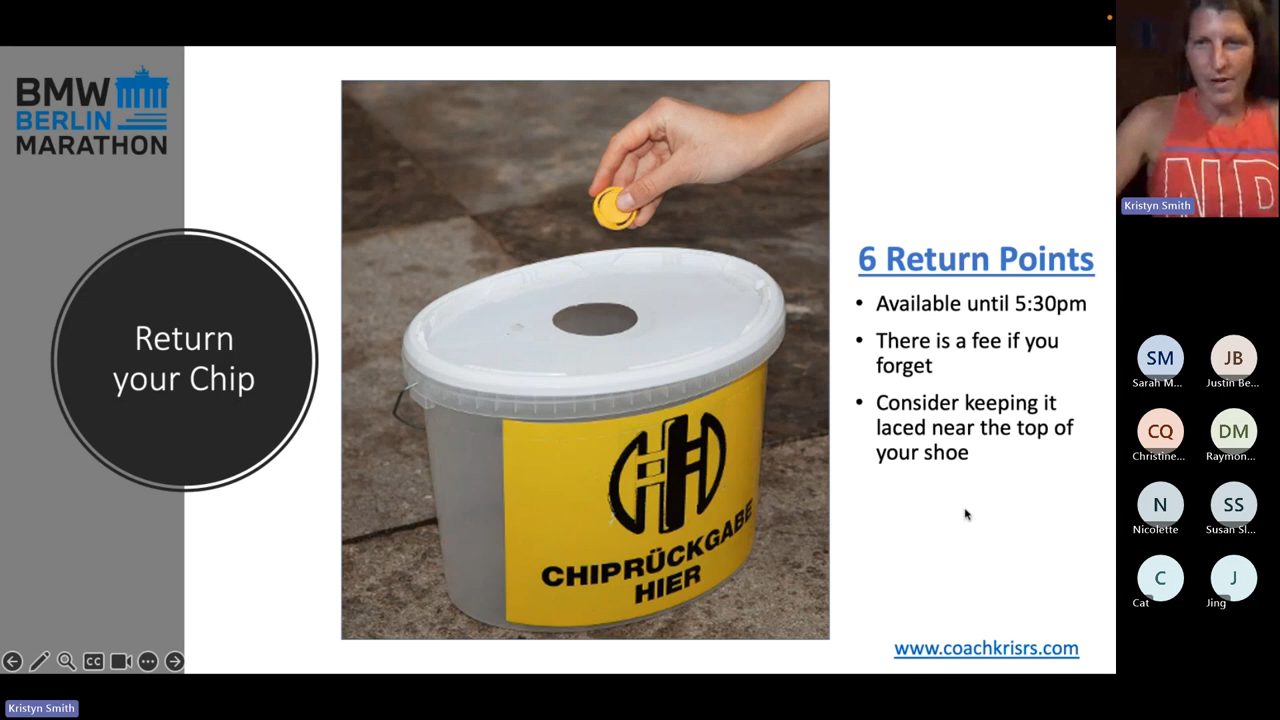 BMW
BERLIN
MARATHON
Return
your Chip
CHIPRÜCKGABE
HIER
6 Return Points
• Available until 5:30pm
• There is a fee if you
forget
• Consider keeping it
laced near the top of
your shoe
www.coachkrisrs.com
CC
Kristyn Smith
Kristyn Smith
SM
JB
Sarah M...
Justin Be...
CQ
DM
Christine...
Raymon...
N
SS
Nicolette
Susan Sl...
C
J
Cat
Jing